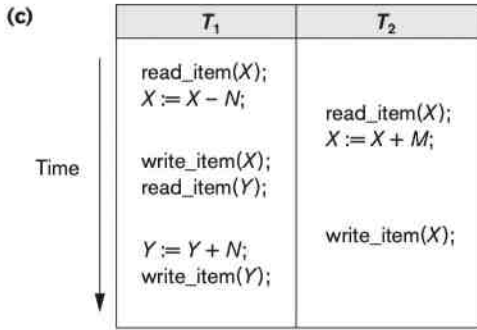 (c)
T₁ T₂
read_item(X);
X := X – N;
read_item(X);
X := X + M;
Time
write_item(X);
read_item(Y);
write_item(X);
Y := Y + N;
write_item(Y);